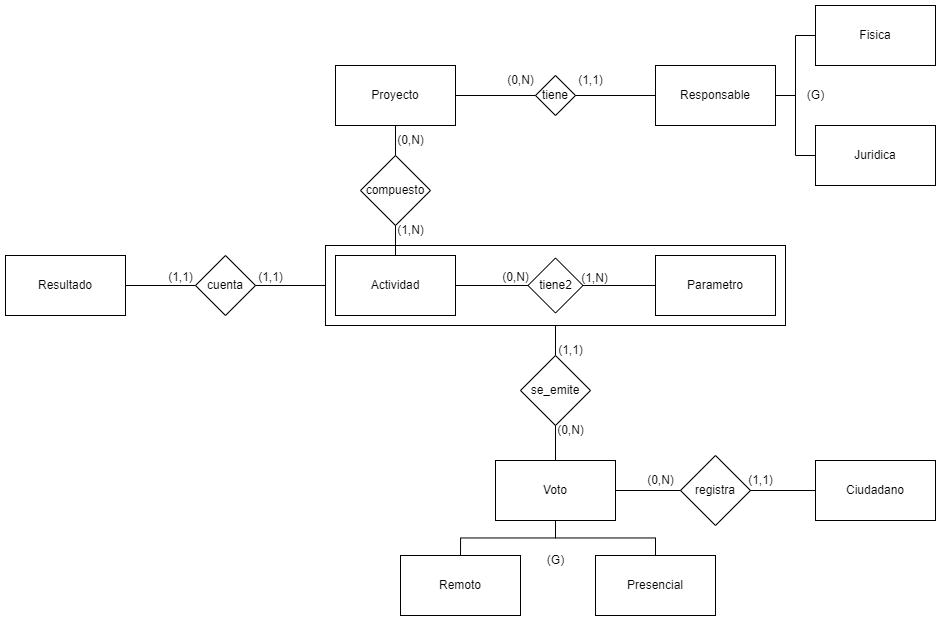 Fisica
Proyecto
(0,N)
tiene
(1,1)
Responsable
(G)
Juridica
(0,N)
compuesto
(1,N)
Resultado
(1,1)
cuenta
(1,1)
Actividad
(0,N)
tiene2
(1,N)
Parametro
(1,1)
se_emite
(0,N)
Voto
(0,N)
registra
(1,1)
Ciudadano
(G)
Remoto
Presencial